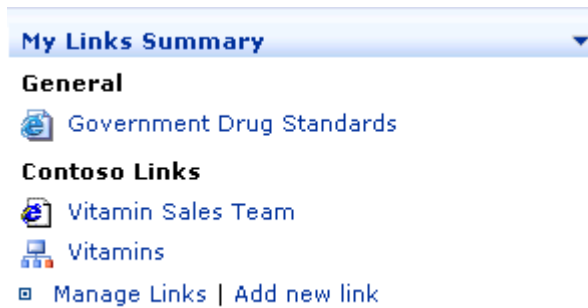 My Links Summary
General
Government Drug Standards
Contoso Links
Vitamin Sales Team
Vitamins
Manage Links | Add new link